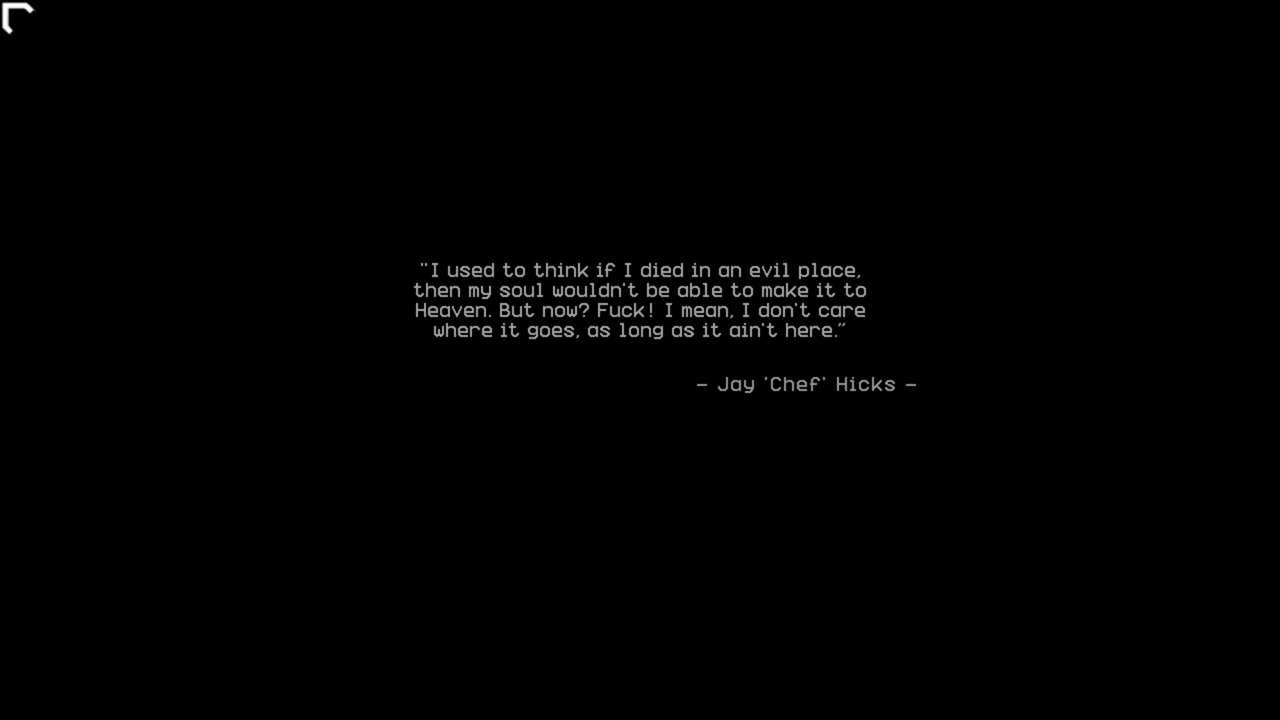 "I used to think if I died in an evil place,
then my soul wouldn't be able to make it to
Heaven. But now? Fuck! I mean, I don't care
where it goes, as long as it ain't here."
- Jay 'Chef' Hicks -